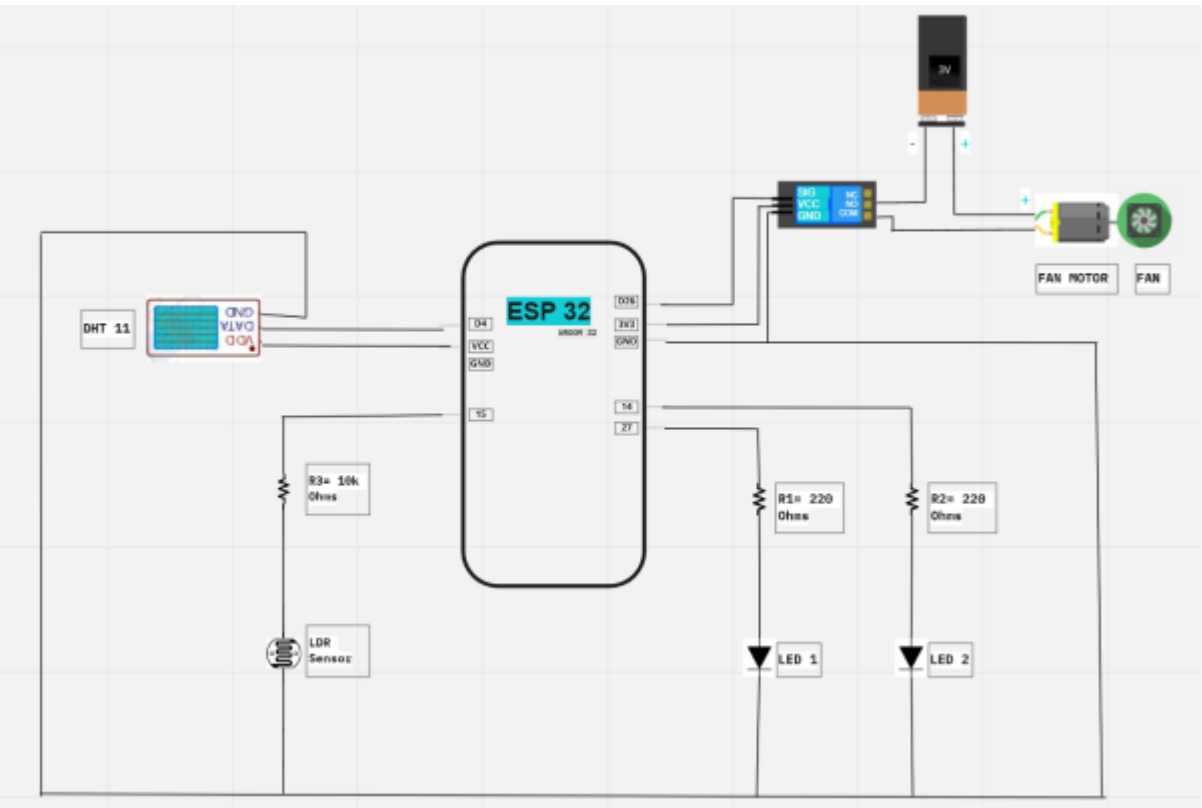 3V
-
+
SIG
VCC
GND
NC
NO
COM
+
FAN MOTOR
FAN
DHT 11
GND
DATA
VDD
ESP 32
D4
VCC
GND
15
3V3
GND
14
27
R3= 10k
Ohms
R1= 220
Ohms
R2= 220
Ohms
LDR
Sensor
LED 1
LED 2